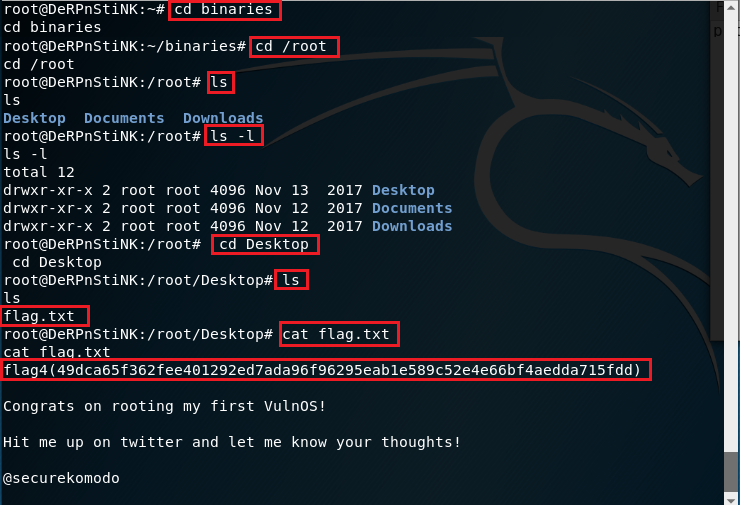 root@DeRPnStiNK:~# cd binaries
cd binaries
root@DeRPnStiNK:~/binaries# cd /root
cd /root
root@DeRPnStiNK:/root# ls
ls
Desktop  Documents  Downloads
root@DeRPnStiNK:/root# ls -l
ls -l
total 12
drwxr-xr-x 2 root root 4096 Nov 13  2017 Desktop
drwxr-xr-x 2 root root 4096 Nov 12  2017 Documents
drwxr-xr-x 2 root root 4096 Nov 12  2017 Downloads
root@DeRPnStiNK:/root#  cd Desktop
 cd Desktop
root@DeRPnStiNK:/root/Desktop# ls
ls
flag.txt
root@DeRPnStiNK:/root/Desktop# cat flag.txt
cat flag.txt
flag4(49dca65f362fee401292ed7ada96f96295eab1e589c52e4e66bf4aedda715fdd)
Congrats on rooting my first VulnOS!
Hit me up on twitter and let me know your thoughts!
@securekomodo